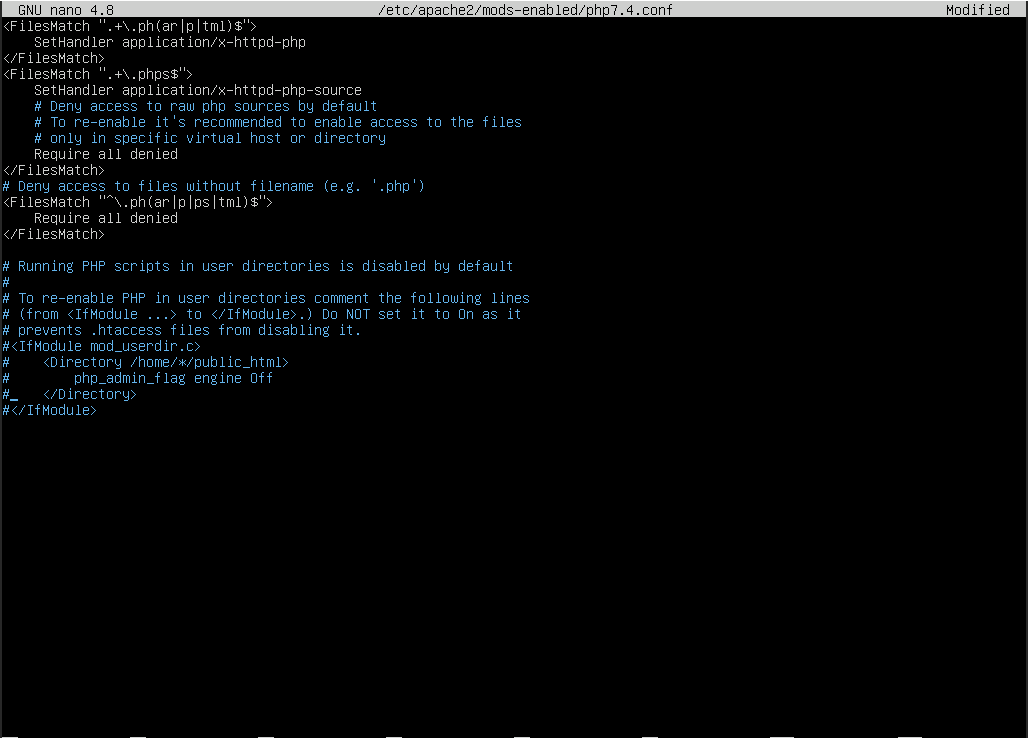 GNU nano 4.8 /etc/apache2/mods-enabled/php7.4.conf Modified
<FilesMatch ".+\.ph(ar|p|tml)$">
    SetHandler application/x-httpd-php
</FilesMatch>
<FilesMatch ".+\.phps$">
    SetHandler application/x-httpd-php-source
    # Deny access to raw php sources by default
    # To re-enable it's recommended to enable access to the files
    # only in specific virtual host or directory
    Require all denied
</FilesMatch>
# Deny access to files without filename (e.g. '.php')
<FilesMatch "^\.ph(ar|p|ps|tml)$">
    Require all denied
</FilesMatch>

# Running PHP scripts in user directories is disabled by default
#
# To re-enable PHP in user directories comment the following lines
# (from <IfModule ...> to </IfModule>.) Do NOT set it to On as it
# prevents .htaccess files from disabling it.
#<IfModule mod_userdir.c>
#    <Directory /home/*/public_html>
#        php_admin_flag engine Off
#    </Directory>
#</IfModule>